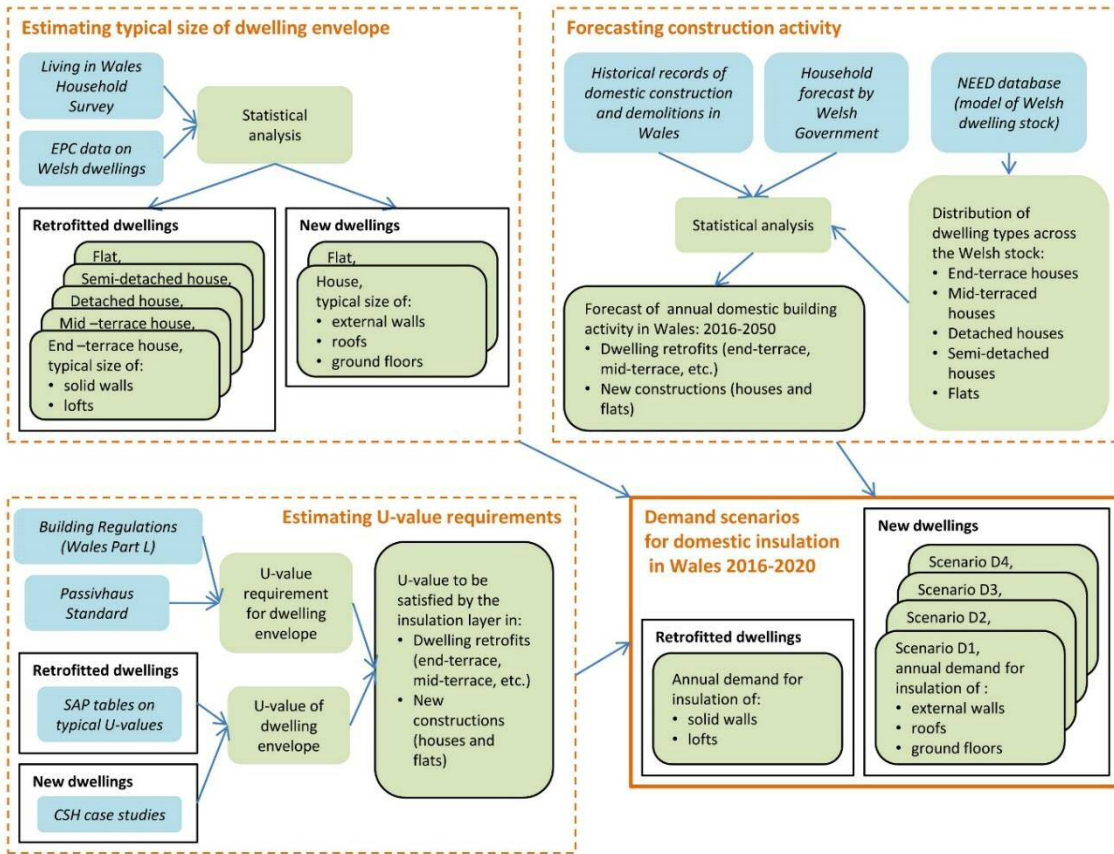 Estimating typical size of dwelling envelope
Living in Wales
Household
Survey
EPC data on
Welsh dwellings
Statistical
analysis
Retrofitted dwellings
Flat,
Semi-detached house,
Detached house,
Mid –terrace house,
End –terrace house,
typical size of:
• solid walls
• lofts
New dwellings
Flat,
House,
typical size of:
• external walls
• roofs
• ground floors
Forecasting construction activity
Historical records of
domestic construction
and demolitions in
Wales
Household
forecast by
Welsh
Government
NEED database
(model of Welsh
dwelling stock)
Statistical analysis
Distribution of
dwelling types across
the Welsh stock:
• End-terrace houses
• Mid-terraced
houses
• Detached houses
• Semi-detached
houses
• Flats
Forecast of annual domestic building
activity in Wales: 2016-2050
• Dwelling retrofits (end-terrace,
mid-terrace, etc.)
• New constructions (houses and
flats)
Estimating U-value requirements
Building Regulations
(Wales Part L)
Passivhaus
Standard
U-value
requirement
for dwelling
envelope
Retrofitted dwellings
SAP tables on
typical U-values
New dwellings
CSH case studies
U-value of
dwelling
envelope
U-value to be
satisfied by the
insulation layer in:
• Dwelling retrofits
(end-terrace,
mid-terrace, etc.)
• New
constructions
(houses and
flats)
Demand scenarios
for domestic insulation
in Wales 2016-2020
Retrofitted dwellings
Annual demand for
insulation of:
• solid walls
• lofts
New dwellings
Scenario D4,
Scenario D3,
Scenario D2,
Scenario D1,
annual demand for
insulation of :
• external walls
• roofs
• ground floors